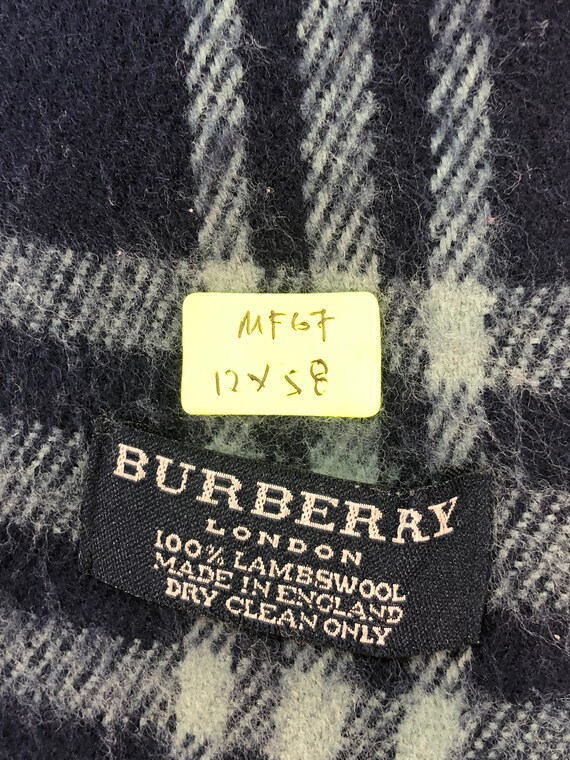 MF67
12x58
BURBERRY
LONDON
100% LAMBSWOOL
MADE IN ENGLAND
DRY CLEAN ONLY